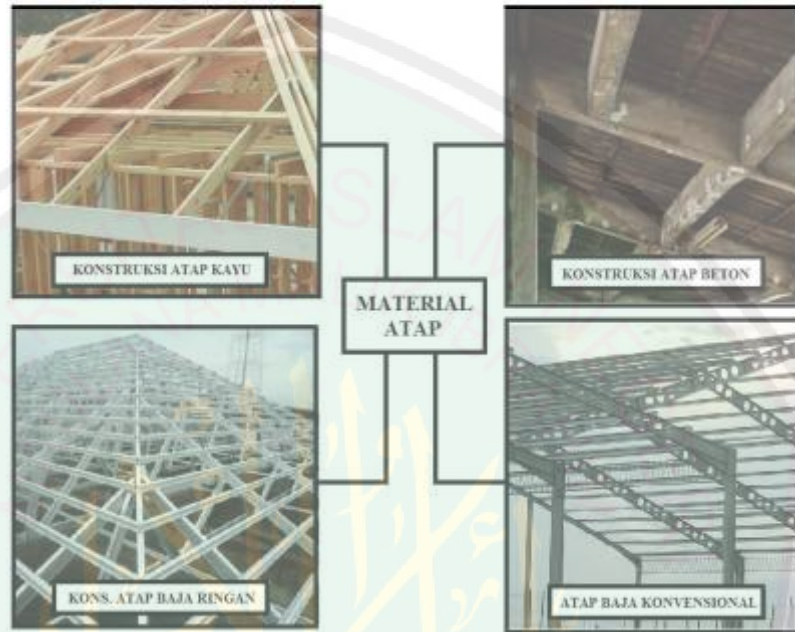 KONSTRUKSI ATAP KAYU
KONSTRUKSI ATAP BETON
MATERIAL
ATAP
KONS. ATAP BAJA RINGAN
ATAP BAJA KONVENSIONAL